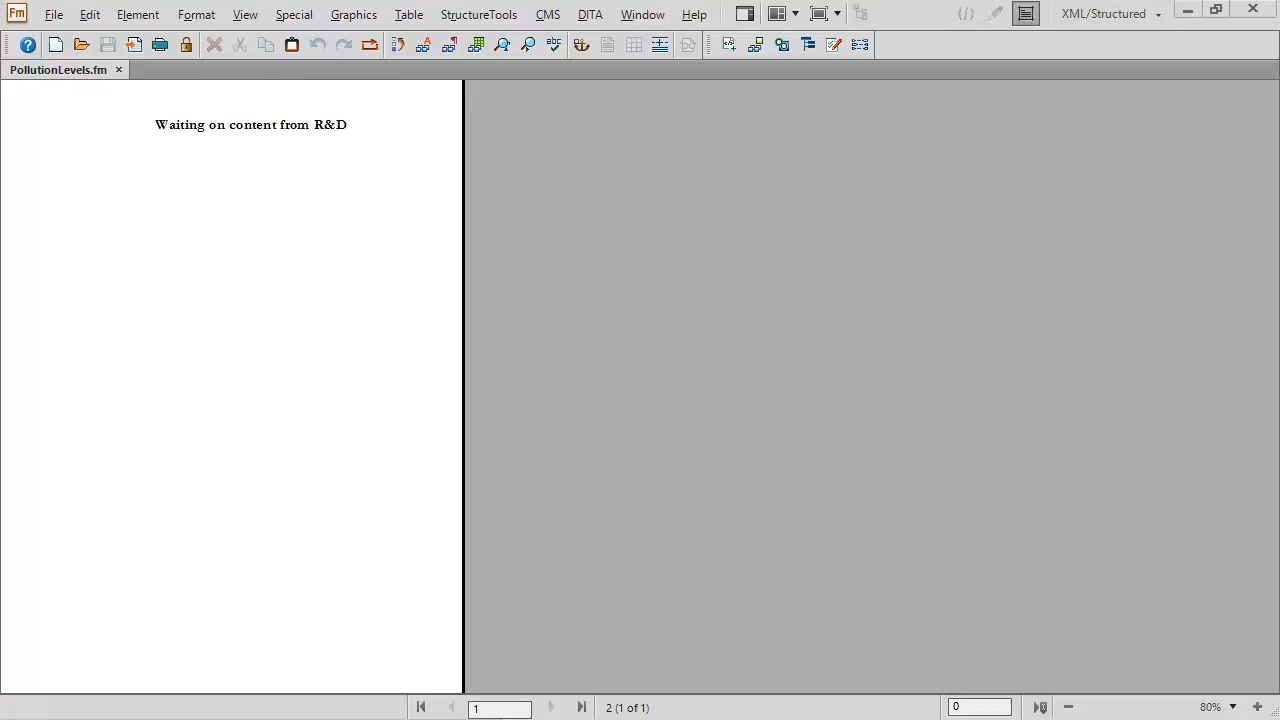 Fm File Edit Element Format View Special Graphics Table StructureTools CMS DITA Window Help XML/Structured
PollutionLevels.fm
Waiting on content from R&D
1 2 (1 of 1) 0 80%